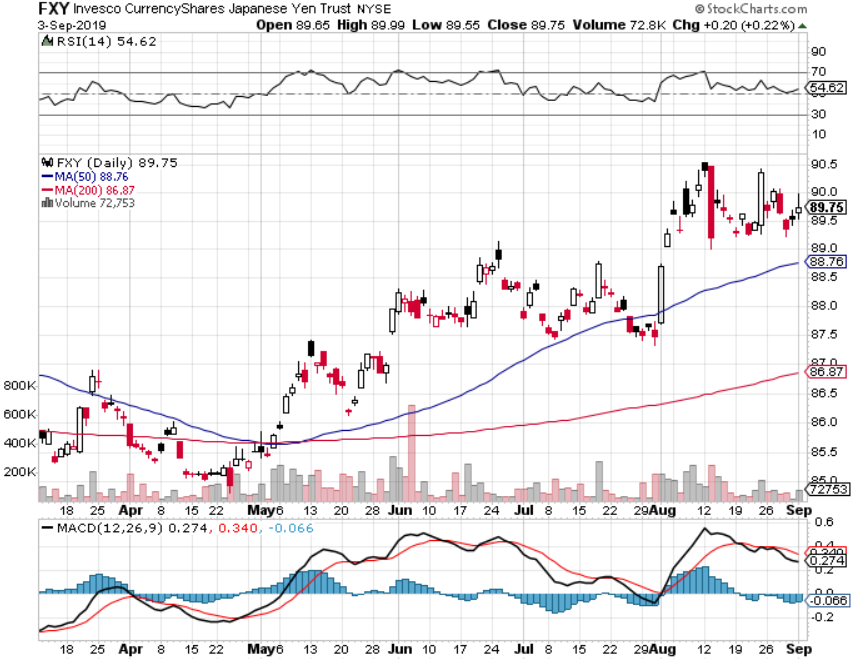 FXY Invesco CurrencyShares Japanese Yen Trust NYSE © StockCharts.com
3-Sep-2019 Open 89.65 High 89.99 Low 89.55 Close 89.75 Volume 72.8K Chg +0.20 (+0.22%)
RSI(14) 54.62
90
70
54.62
30
10
FXY (Daily) 89.75
MA(50) 88.76
MA(200) 86.87
Volume 72,753
90.5
90.0
89.75
89.5
89.0
88.76
88.5
88.0
87.5
87.0
86.87
86.5
86.0
85.5
85.0
72753
800K
600K
400K
200K
18 25 Apr 8 15 22 May 13 20 28 Jun 10 17 24 Jul 8 15 22 29 Aug 12 19 26 Sep
MACD(12,26,9) 0.274, 0.340, -0.066
0.6
0.4
0.340
0.274
0.2
0.0
-0.066
-0.2
18 25 Apr 8 15 22 May 13 20 28 Jun 10 17 24 Jul 8 15 22 29 Aug 12 19 26 Sep